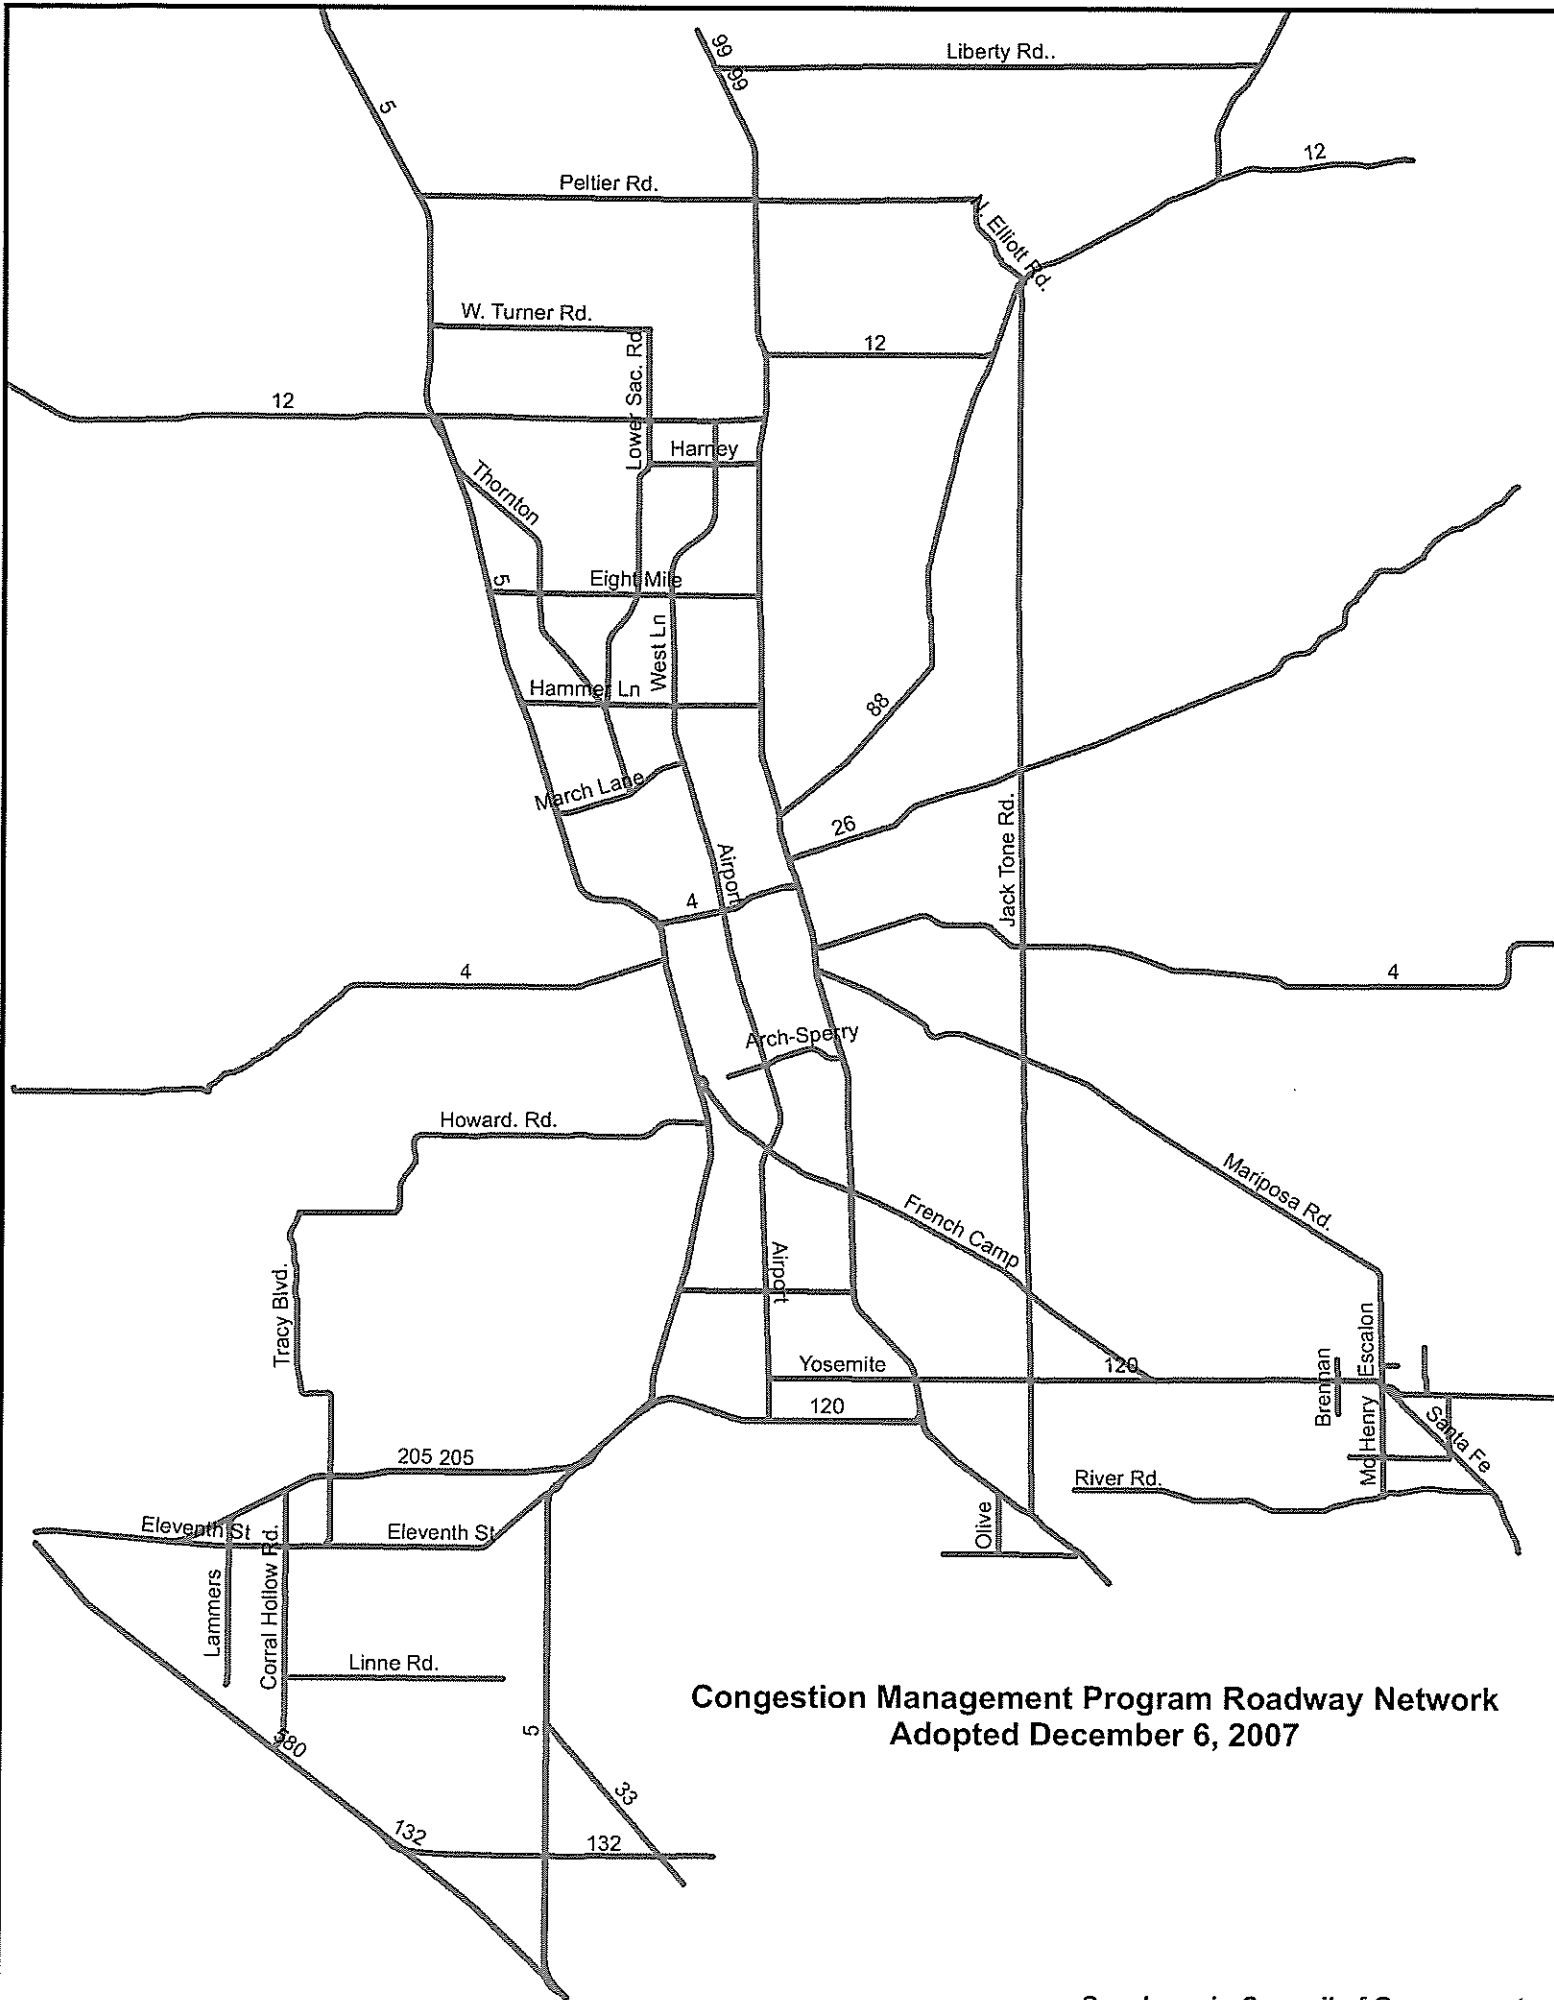 99
Liberty Rd..
99
5
12
Peltier Rd.
N. Elliott Rd.
W. Turner Rd.
Lower Sac. Rd
12
12
Harney
Thornton
5
Eight Mile
West Ln
Hammer Ln
88
March Lane
26
Jack Tone Rd.
Airport
4
4
4
Arch-Sperry
Howard. Rd.
Mariposa Rd.
French Camp
Airport
Tracy Blvd.
Escalon
Yosemite
120
Brennan
120
McHenry
Santa Fe
205 205
River Rd.
Olive
Eleventh St
Eleventh St
Lammers
Corral Hollow Rd.
Linne Rd.
Congestion Management Program Roadway Network
Adopted December 6, 2007
5
580
33
132
132